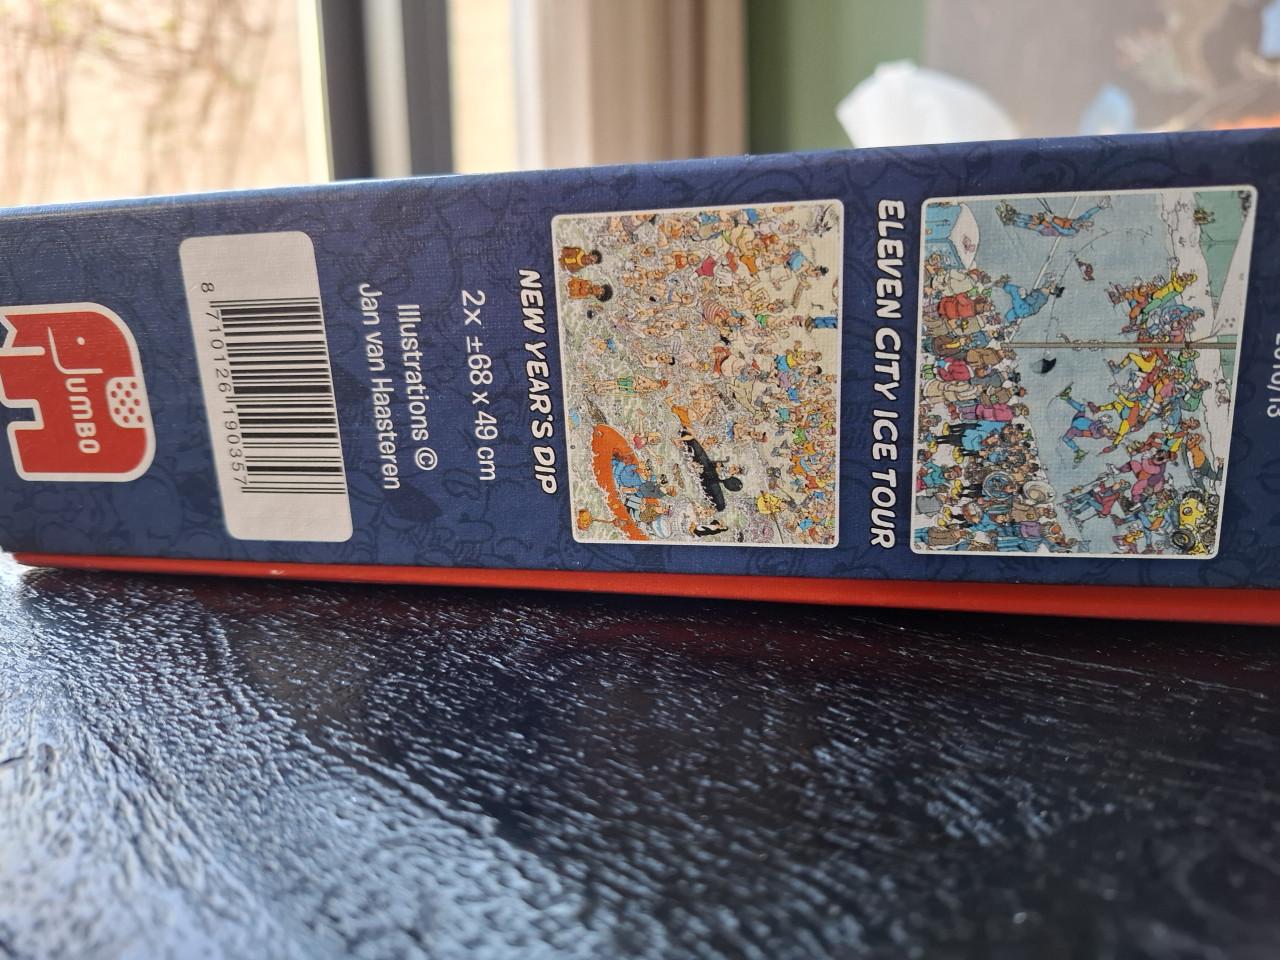 ELEVEN CITY ICE TOUR
NEW YEAR'S DIP
2x ±68 x 49 cm
Illustrations ©
Jan van Haasteren
8 710126 190357
JUMBO